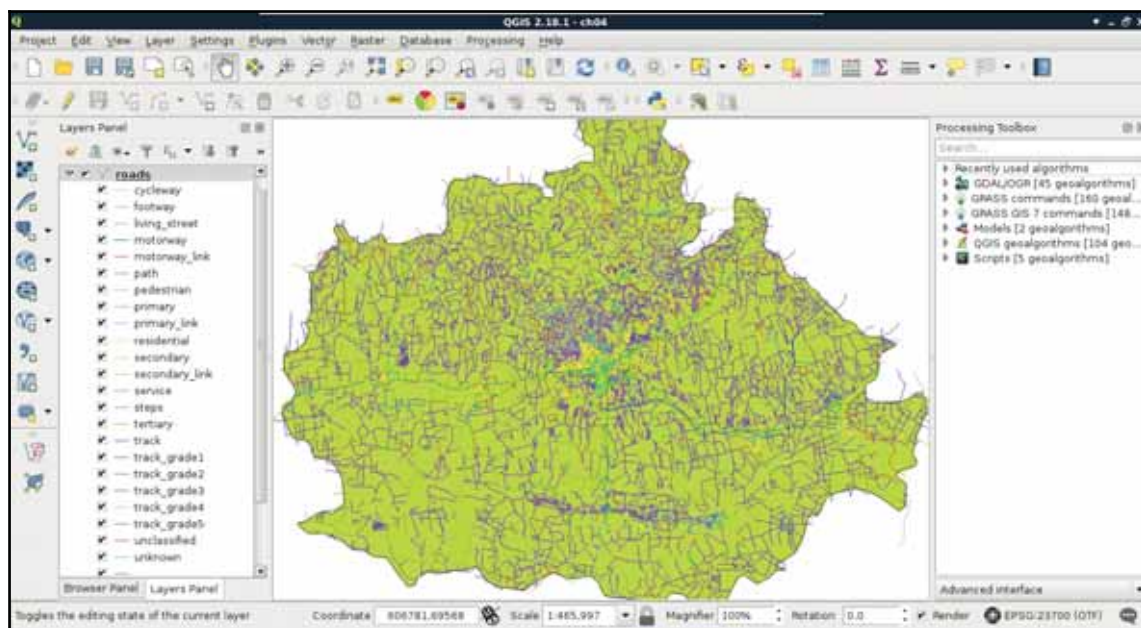 QGIS 2.18.1 - ch04
Project Edit View Layer Settings Plugins Vector Raster Database Processing Help
Layers Panel
roads
cycleway
footway
living_street
motorway
motorway_link
path
pedestrian
primary
primary_link
residential
secondary
secondary_link
service
steps
tertiary
track
track_grade1
track_grade2
track_grade3
track_grade4
track_grade5
unclassified
unknown
Browser Panel Layers Panel
Processing Toolbox
Search...
Recently used algorithms
GDAL/OGR [45 geoalgorithms]
GRASS commands [160 geoal...
GRASS GIS 7 commands [148...
Models [2 geoalgorithms]
QGIS geoalgorithms [104 geo...
Scripts [5 geoalgorithms]
Advanced interface
Toggles the editing state of the current layer Coordinate 606781,69568 Scale 1:465,997 Magnifier 100% Rotation 0.0 Render EPSG:23700 (OTF)